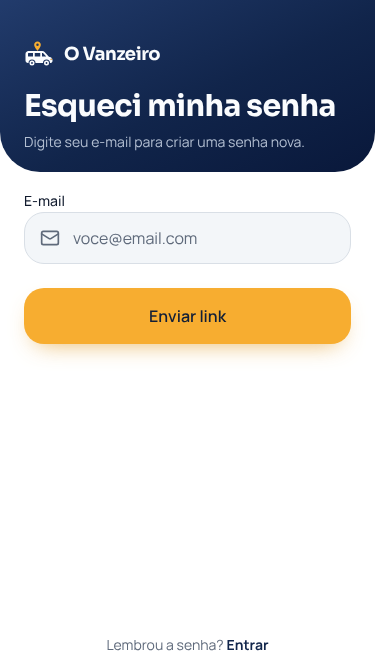 O Vanzeiro
Esqueci minha senha
Digite seu e-mail para criar uma senha nova.
E-mail
voce@email.com
Enviar link
Lembrou a senha? Entrar